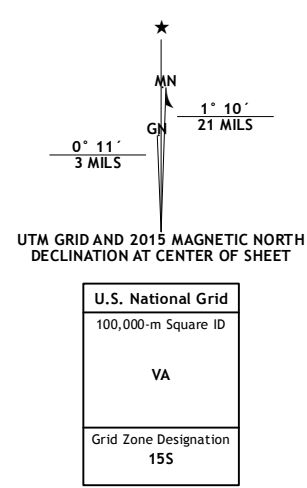 ★
MN
GN
1° 10´
21 MILS
0° 11´
3 MILS
UTM GRID AND 2015 MAGNETIC NORTH
DECLINATION AT CENTER OF SHEET
U.S. National Grid
100,000-m Square ID
VA
Grid Zone Designation
15S